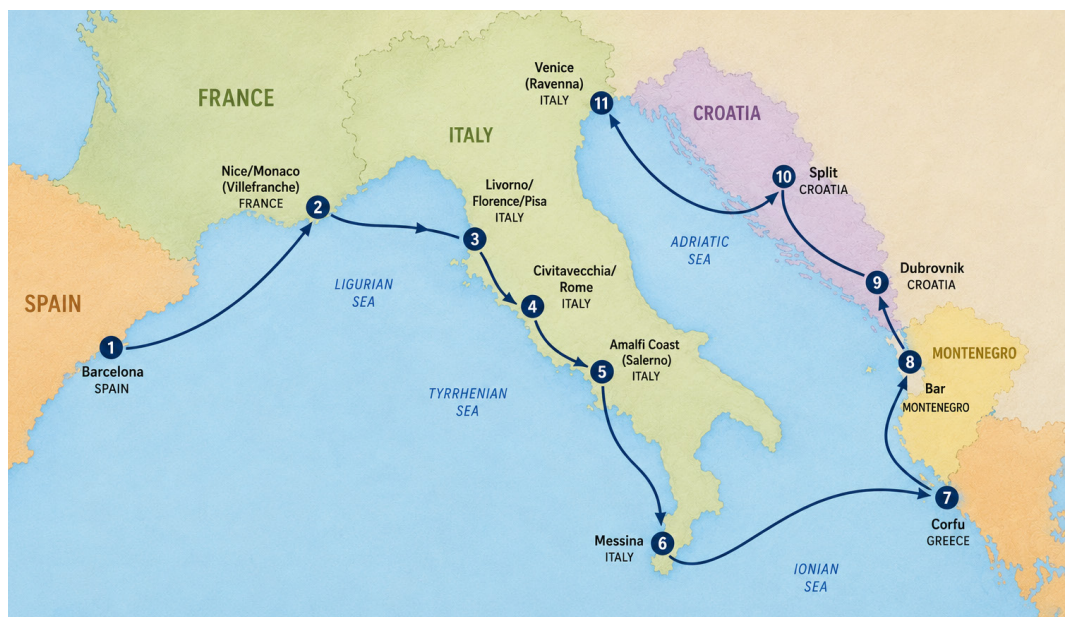 FRANCE
ITALY
CROATIA
SPAIN
MONTENEGRO
LIGURIAN
SEA
TYRRHENIAN
SEA
ADRIATIC
SEA
IONIAN
SEA
1
Barcelona
SPAIN
Nice/Monaco
(Villefranche)
FRANCE
2
Livorno/
Florence/Pisa
ITALY
3
Civitavecchia/
Rome
ITALY
4
Amalfi Coast
(Salerno)
ITALY
5
Messina
ITALY
6
7
Corfu
GREECE
8
Bar
MONTENEGRO
9
Dubrovnik
CROATIA
10
Split
CROATIA
Venice
(Ravenna)
ITALY
11